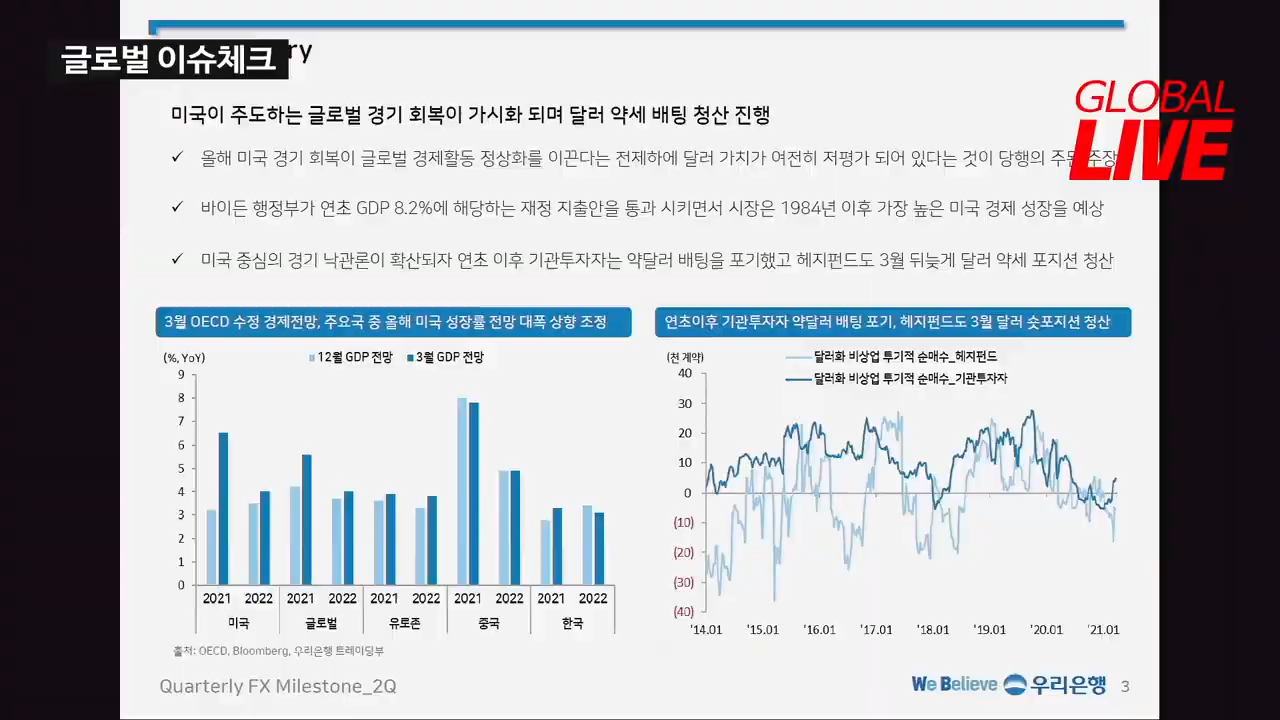 글로벌 이슈체크
ry
GLOBAL
LIVE
미국이 주도하는 글로벌 경기 회복이 가시화 되며 달러 약세 배팅 청산 진행
✓ 올해 미국 경기 회복이 글로벌 경제활동 정상화를 이끈다는 전제하에 달러 가치가 여전히 저평가 되어 있다는 것이 당행의 주된 주장
✓ 바이든 행정부가 연초 GDP 8.2%에 해당하는 재정 지출안을 통과 시키면서 시장은 1984년 이후 가장 높은 미국 경제 성장을 예상
✓ 미국 중심의 경기 낙관론이 확산되자 연초 이후 기관투자자는 약달러 배팅을 포기했고 헤지펀드도 3월 뒤늦게 달러 약세 포지션 청산
3월 OECD 수정 경제전망, 주요국 중 올해 미국 성장률 전망 대폭 상향 조정
(%, YoY)
12월 GDP 전망 3월 GDP 전망
9
8
7
6
5
4
3
2
1
0
2021 2022 2021 2022 2021 2022 2021 2022 2021 2022
미국 글로벌 유로존 중국 한국
출처: OECD, Bloomberg, 우리은행 트레이딩부
연초이후 기관투자자 약달러 배팅 포기, 헤지펀드도 3월 달러 숏포지션 청산
(천 계약)
달러화 비상업 투기적 순매수_헤지펀드
달러화 비상업 투기적 순매수_기관투자자
40
30
20
10
0
(10)
(20)
(30)
(40)
'14.01 '15.01 '16.01 '17.01 '18.01 '19.01 '20.01 '21.01
Quarterly FX Milestone_2Q
We Believe 우리은행 3